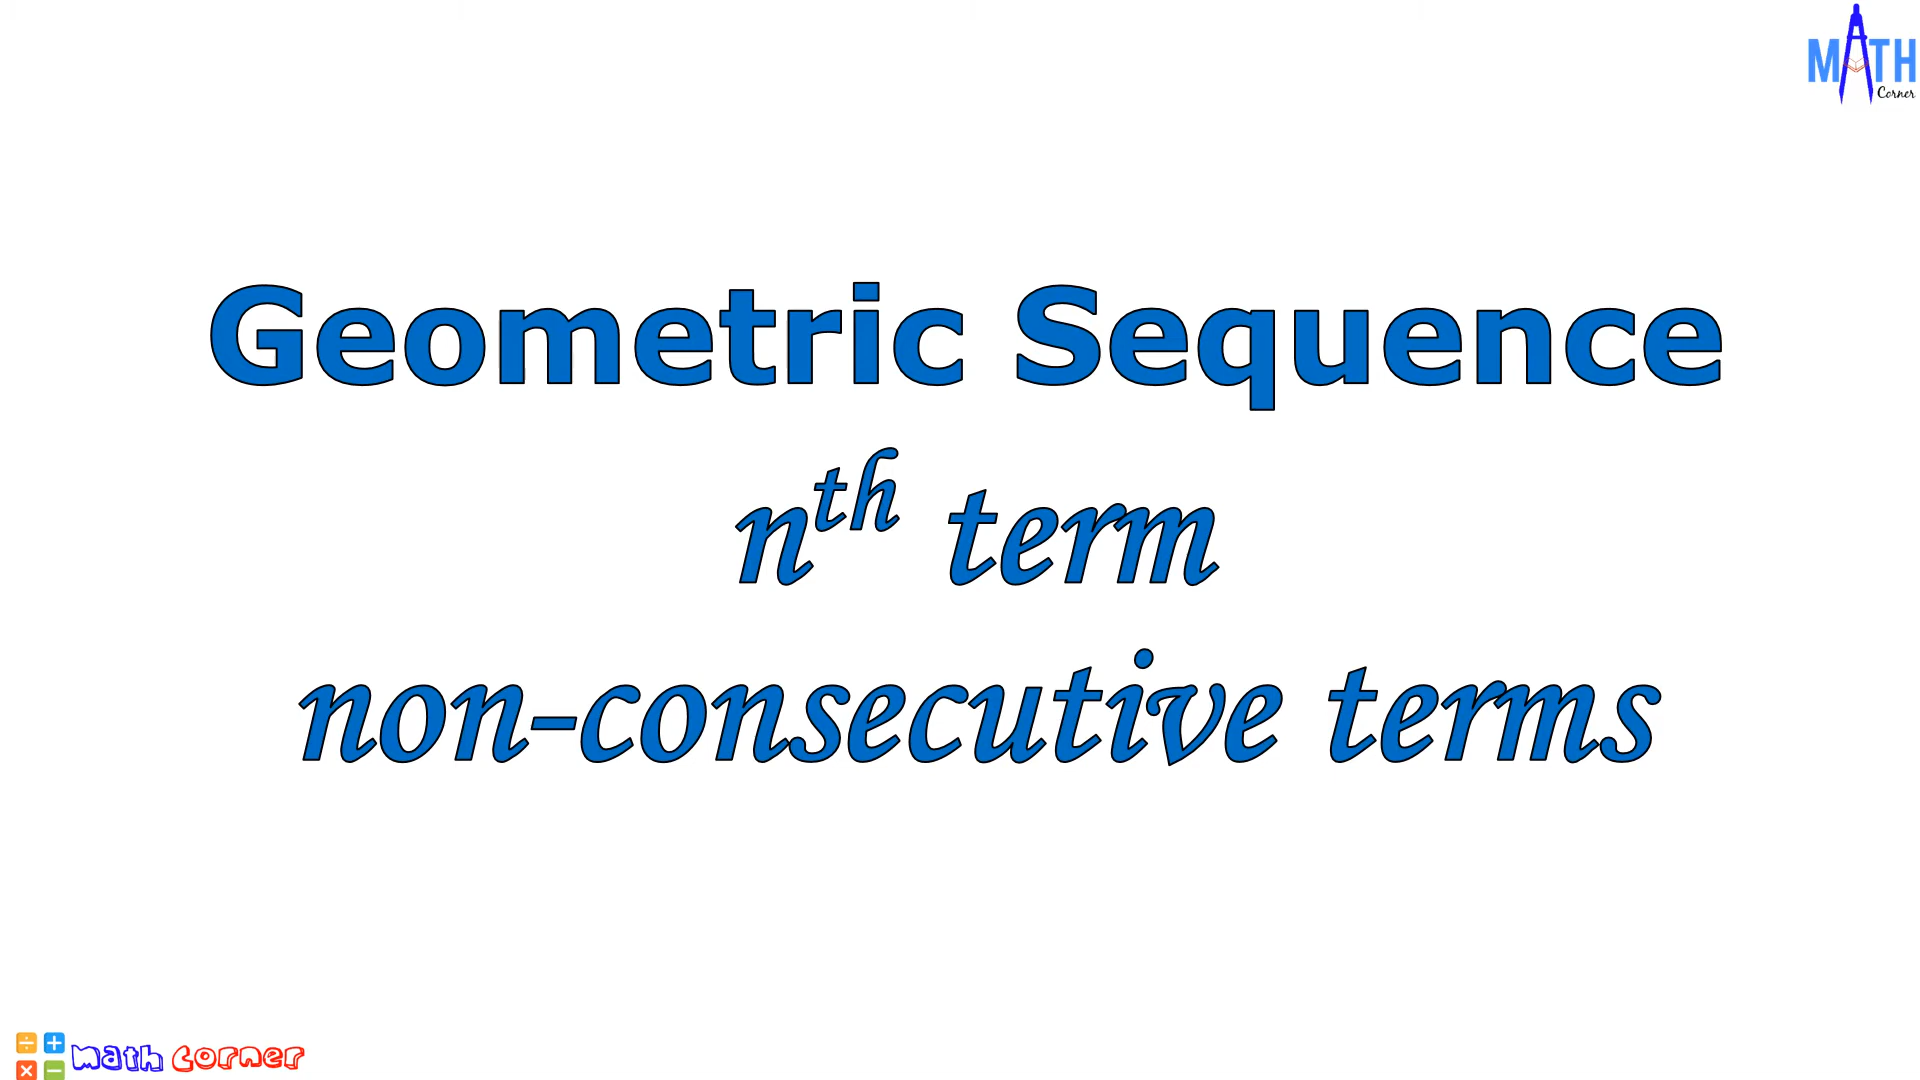 MATH
Corner
Geometric Sequence
nᵗʰ term
non-consecutive terms
math corner